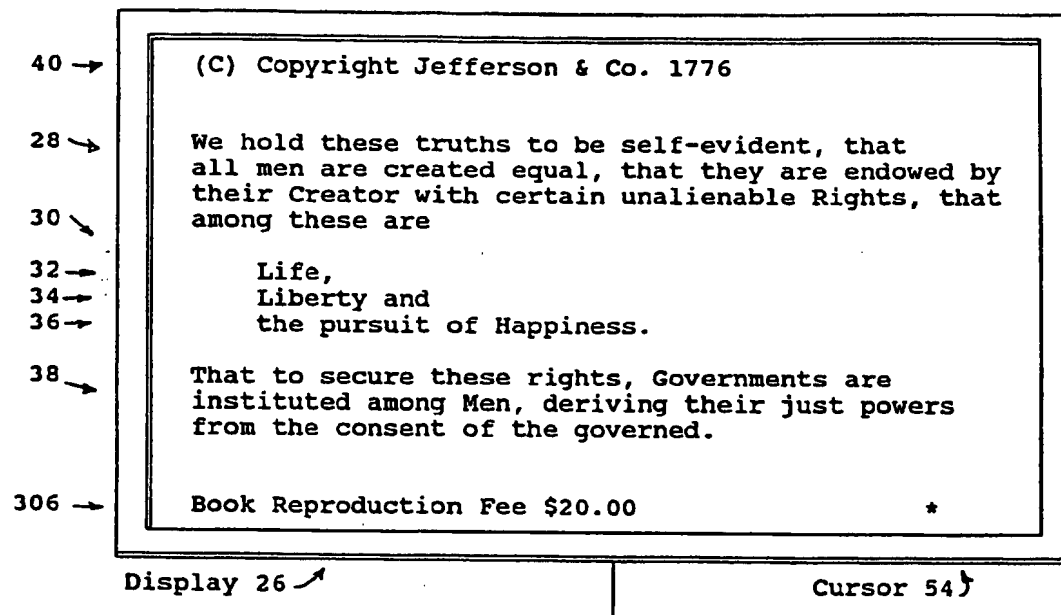 40 → (C) Copyright Jefferson & Co. 1776
28 → We hold these truths to be self-evident, that
all men are created equal, that they are endowed by
their Creator with certain unalienable Rights, that
30 → among these are
32 → Life,
34 → Liberty and
36 → the pursuit of Happiness.
38 → That to secure these rights, Governments are
instituted among Men, deriving their just powers
from the consent of the governed.
306 → Book Reproduction Fee $20.00 *
Display 26 Cursor 54